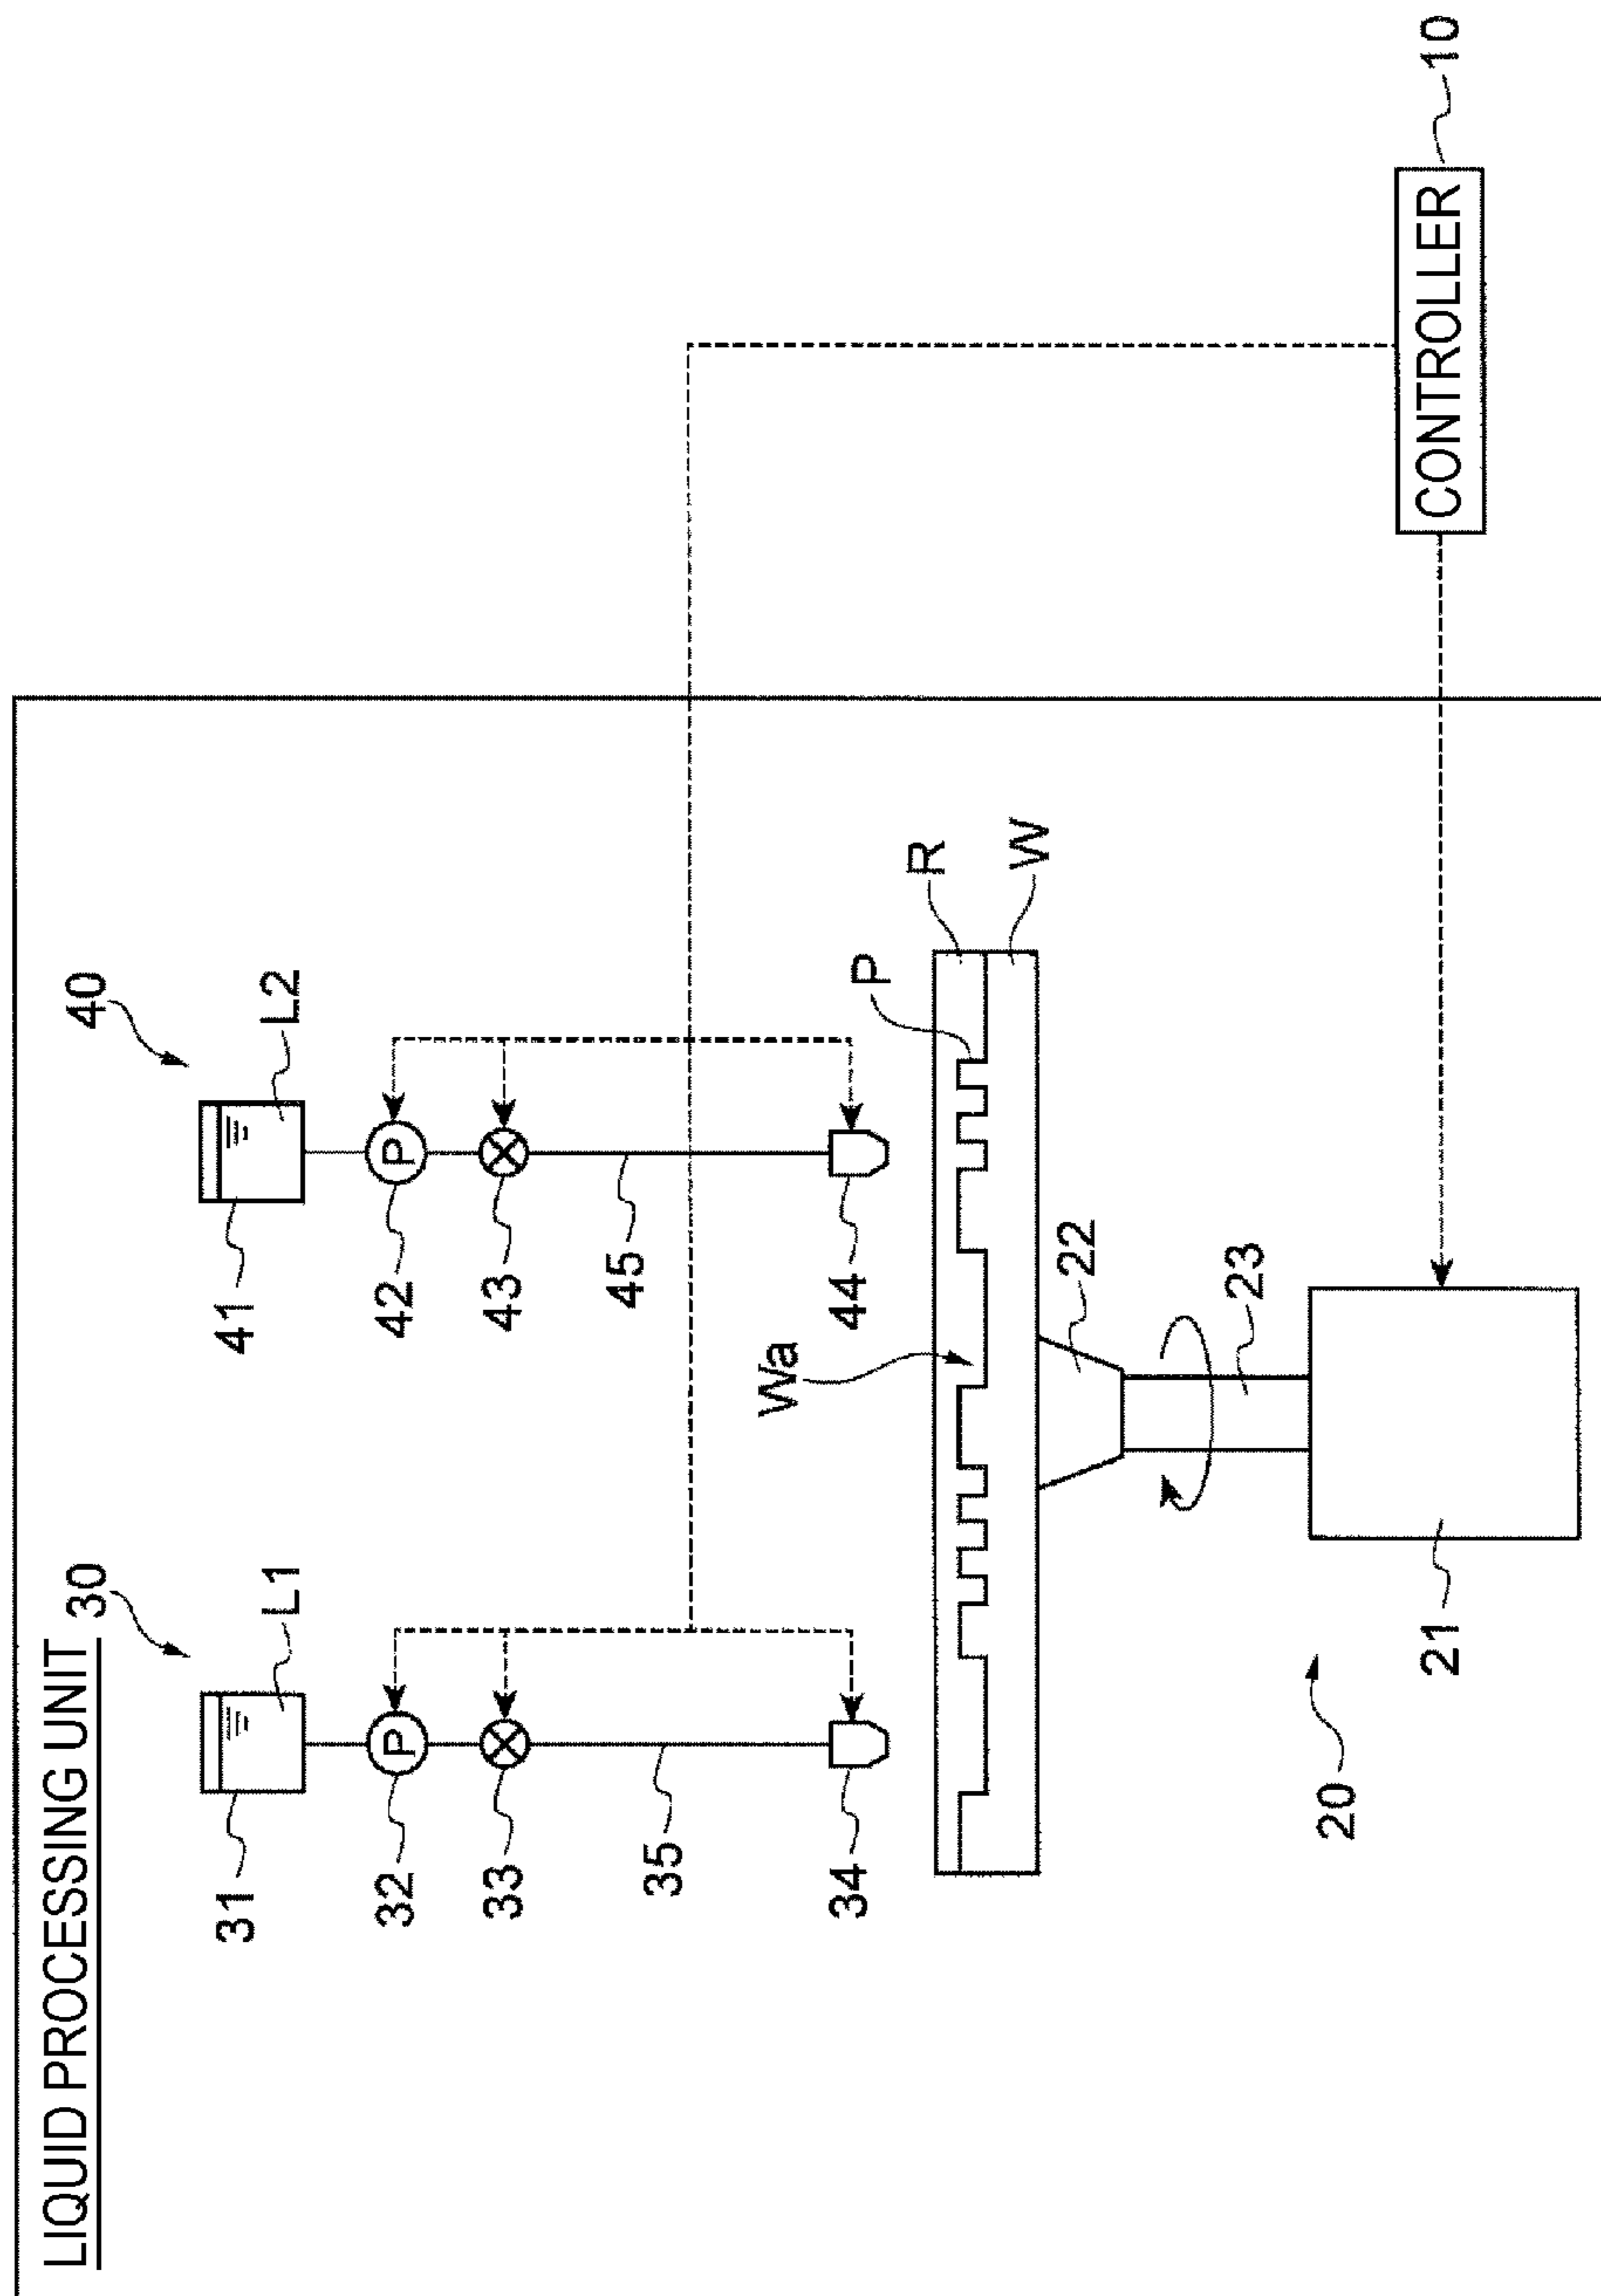 LIQUID PROCESSING UNIT
30
40
31
L1
41
L2
32
P
42
P
33
43
35
45
34
44
Wa
P
R
W
22
23
20
21
CONTROLLER
10